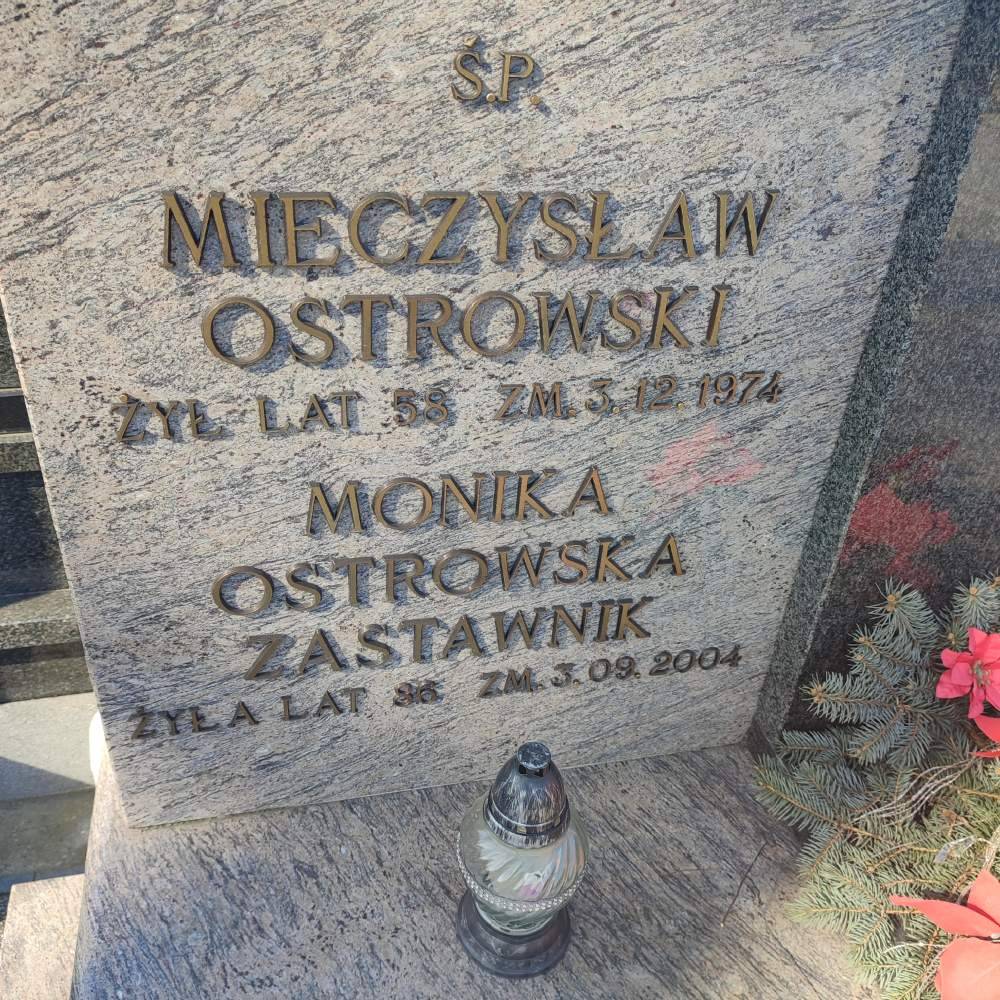 Ś.P.
MIECZYSŁAW
OSTROWSKI
ŻYŁ LAT 58 ZM. 3.12.1974
MONIKA
OSTROWSKA
ZASTAWNIK
ŻYŁA LAT 86 ZM. 3.09.2004